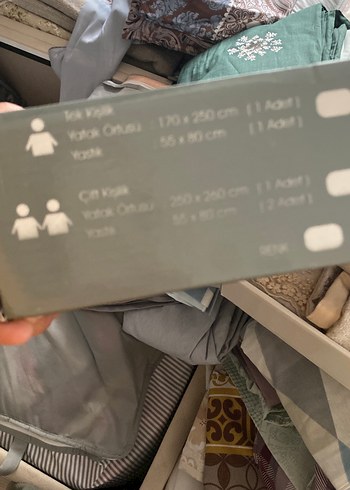 Tek Kişilik
Yatak Örtüsü : 170 x 250 cm ( 1 Adet )
Yastık : 55 x 80 cm ( 1 Adet )
Çift Kişilik
Yatak Örtüsü : 250 x 260 cm ( 1 Adet )
Yastık : 55 x 80 cm ( 2 Adet )
RENK